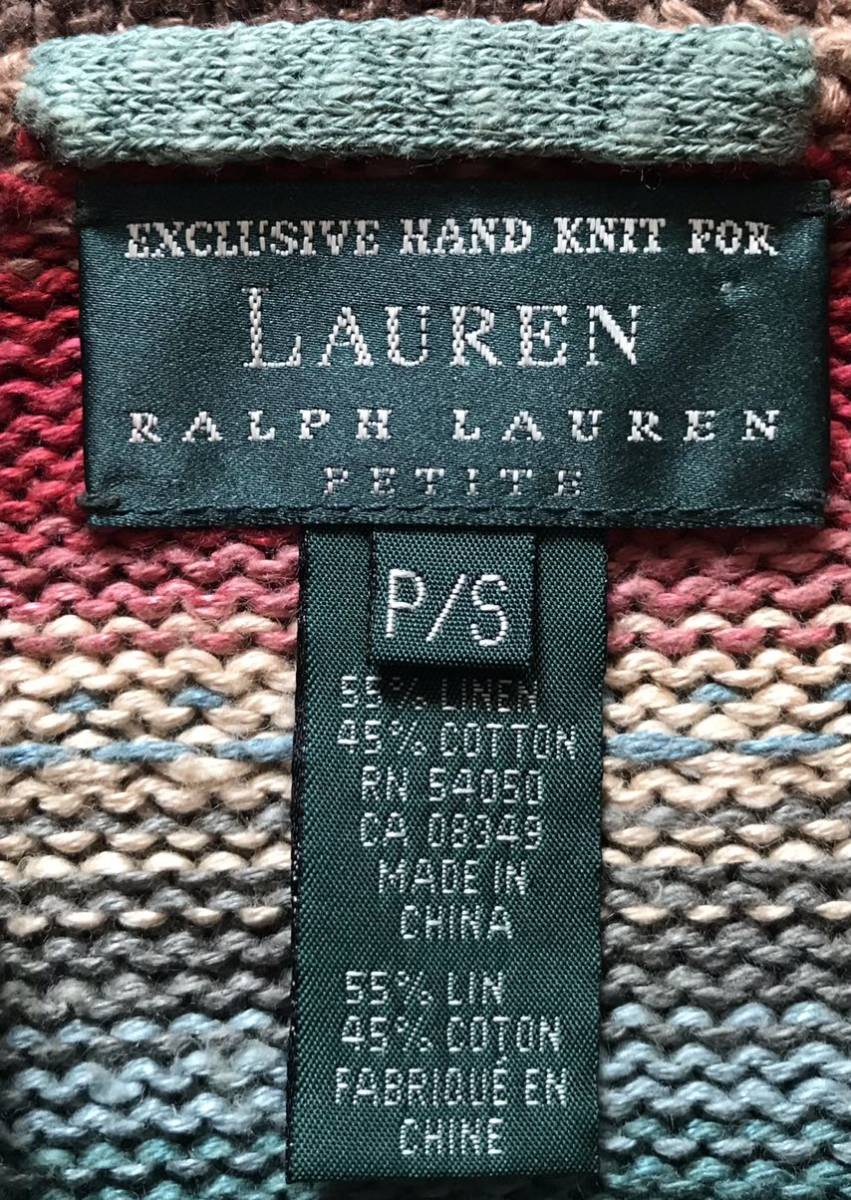 EXCLUSIVE HAND KNIT FOR
LAUREN
RALPH LAUREN
PETITE
P/S
55% LINEN
45% COTTON
RN 54050
CA 08349
MADE IN
CHINA
55% LIN
45% COTON
FABRIQUÉ EN
CHINE